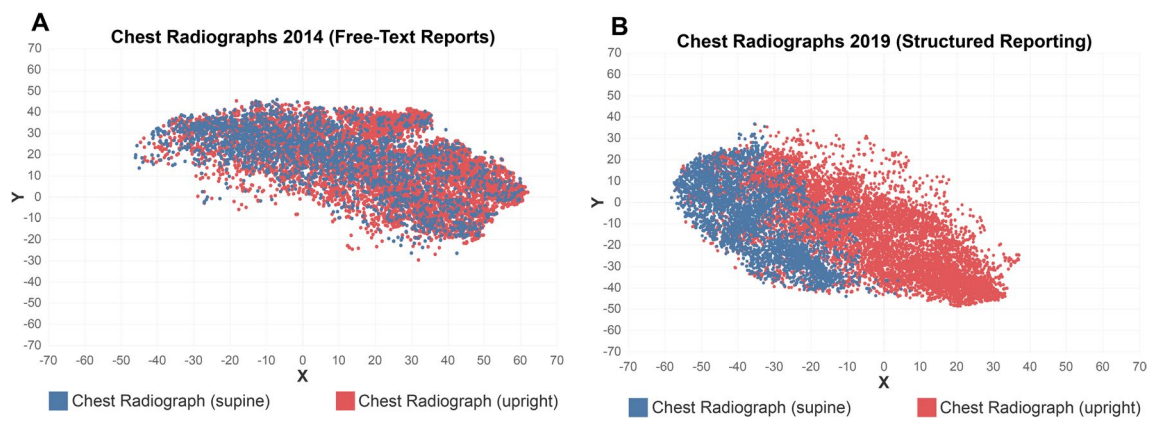 A
Chest Radiographs 2014 (Free-Text Reports)
70
60
50
40
30
20
10
0
-10
-20
-30
-40
-50
-60
-70
Y
-70 -60 -50 -40 -30 -20 -10 0 10 20 30 40 50 60 70
X
Chest Radiograph (supine) Chest Radiograph (upright)
B
Chest Radiographs 2019 (Structured Reporting)
70
60
50
40
30
20
10
0
-10
-20
-30
-40
-50
-60
-70
Y
-70 -60 -50 -40 -30 -20 -10 0 10 20 30 40 50 60 70
X
Chest Radiograph (supine) Chest Radiograph (upright)